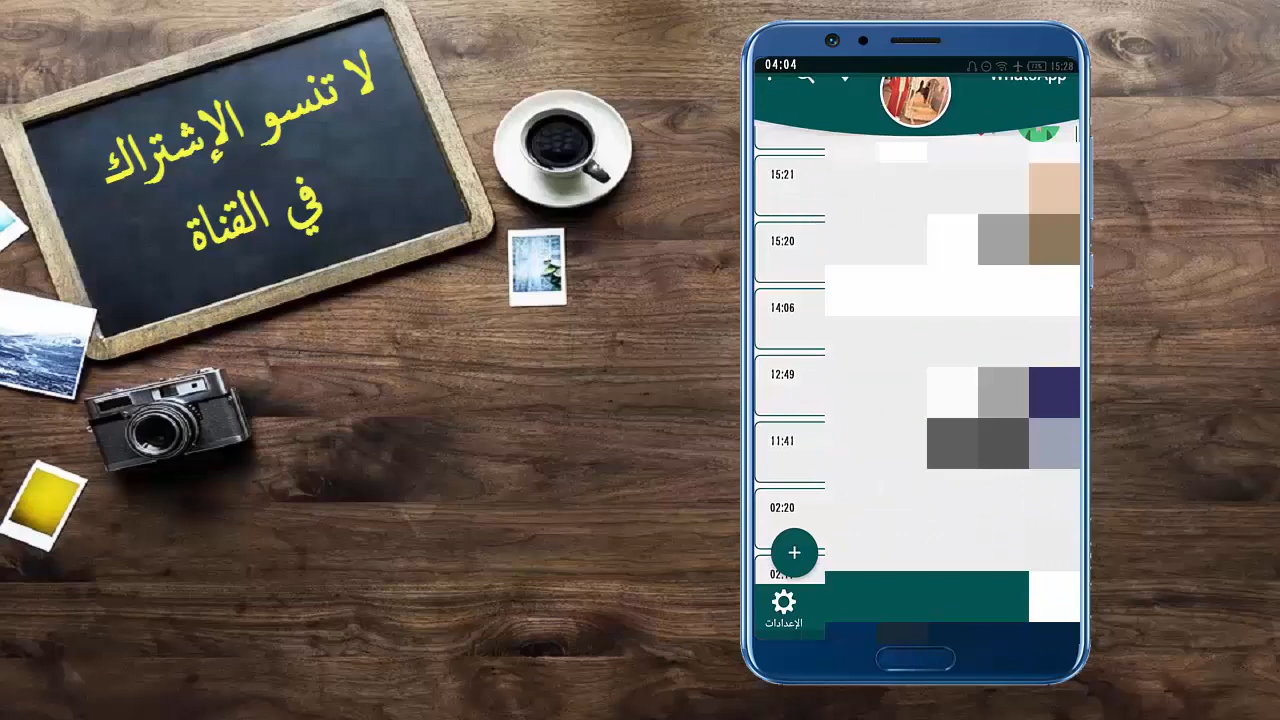 لا تنسو الإشتراك
في القناة
04:04
15:28
WhatsApp
15:21
15:20
14:06
12:49
11:41
02:20
الإعدادات